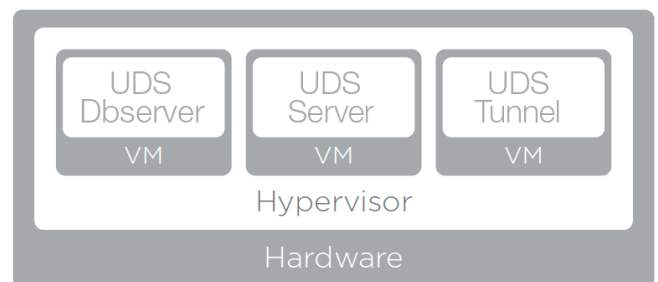 UDS
Dbserver
VM
UDS
Server
VM
UDS
Tunnel
VM
Hypervisor
Hardware